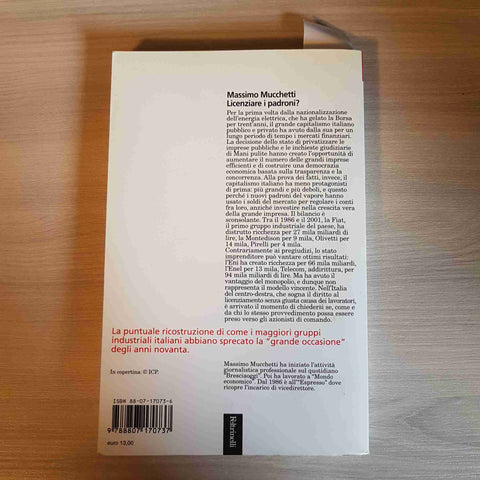 Massimo Mucchetti
Licenziare i padroni?
Per la prima volta dalla nazionalizzazione
dell'energia elettrica, che ha gelato la Borsa
per trent'anni, il grande capitalismo italiano
pubblico e privato ha avuto dalla sua per un
lungo periodo di tempo i mercati finanziari.
La decisione dello stato di privatizzare le
imprese pubbliche e le inchieste giudiziarie
di Mani pulite hanno creato l'opportunità di
aumentare il numero delle grandi imprese
efficienti e di costruire una democrazia
economica basata sulla trasparenza e la
concorrenza. Alla prova dei fatti, invece, il
capitalismo italiano ha meno protagonisti
di prima: più grandi e più deboli, e questo
perché i nuovi padroni del vapore hanno
usato i soldi del mercato per regolare i conti
fra loro, anziché investire nella crescita vera
della grande impresa. Il bilancio è
sconsolante. Tra il 1986 e il 2001, la Fiat,
il primo gruppo industriale del paese, ha
distrutto ricchezza per 27 mila miliardi di
lire, la Montedison per 9 mila, Olivetti per
14 mila, Pirelli per 4 mila.
Contrariamente ai pregiudizi, lo stato
imprenditore può vantare ottimi risultati:
l'Eni ha creato ricchezza per 66 mila miliardi,
l'Enel per 13 mila, Telecom, addirittura, per
94 mila miliardi di lire. Ma ha avuto il
vantaggio del monopolio, e dunque non
rappresenta il modello vincente. Nell'Italia
del centro-destra, che sogna il diritto al
licenziamento senza giusta causa dei lavoratori,
è arrivato il momento di chiedersi se, come e
da chi lo stesso provvedimento possa essere
preso verso gli azionisti di comando.
La puntuale ricostruzione di come i maggiori gruppi
industriali italiani abbiano sprecato la "grande occasione"
degli anni novanta.
Massimo Mucchetti ha iniziato l'attività
giornalistica professionale sul quotidiano
"Bresciaoggi". Poi ha lavorato a "Mondo
economico". Dal 1986 è all'"Espresso" dove
ricopre l'incarico di vicedirettore.
In copertina: © ICP.
ISBN 88-07-17073-6
9 788807 170737
euro 13,00
Feltrinelli